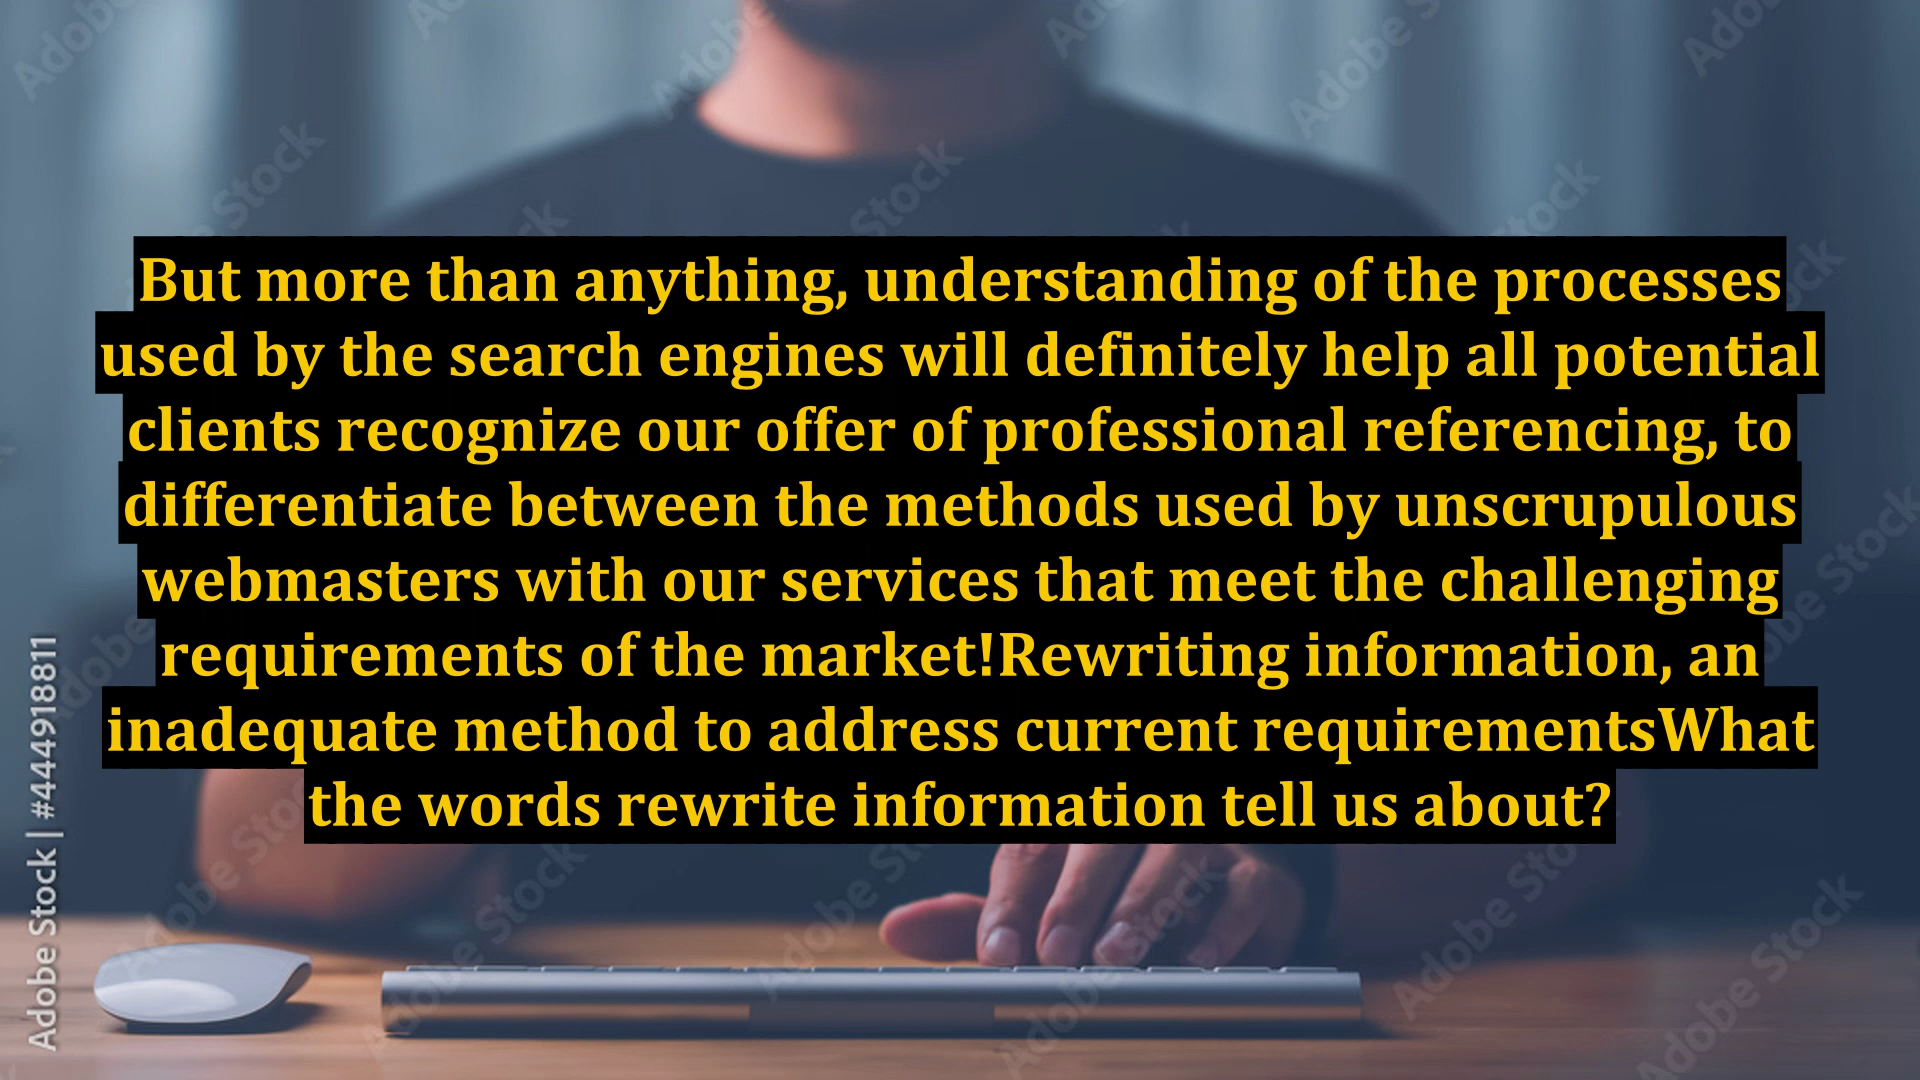 But more than anything, understanding of the processes
used by the search engines will definitely help all potential
clients recognize our offer of professional referencing, to
differentiate between the methods used by unscrupulous
webmasters with our services that meet the challenging
requirements of the market!Rewriting information, an
inadequate method to address current requirementsWhat
the words rewrite information tell us about?
Adobe Stock | #444918811